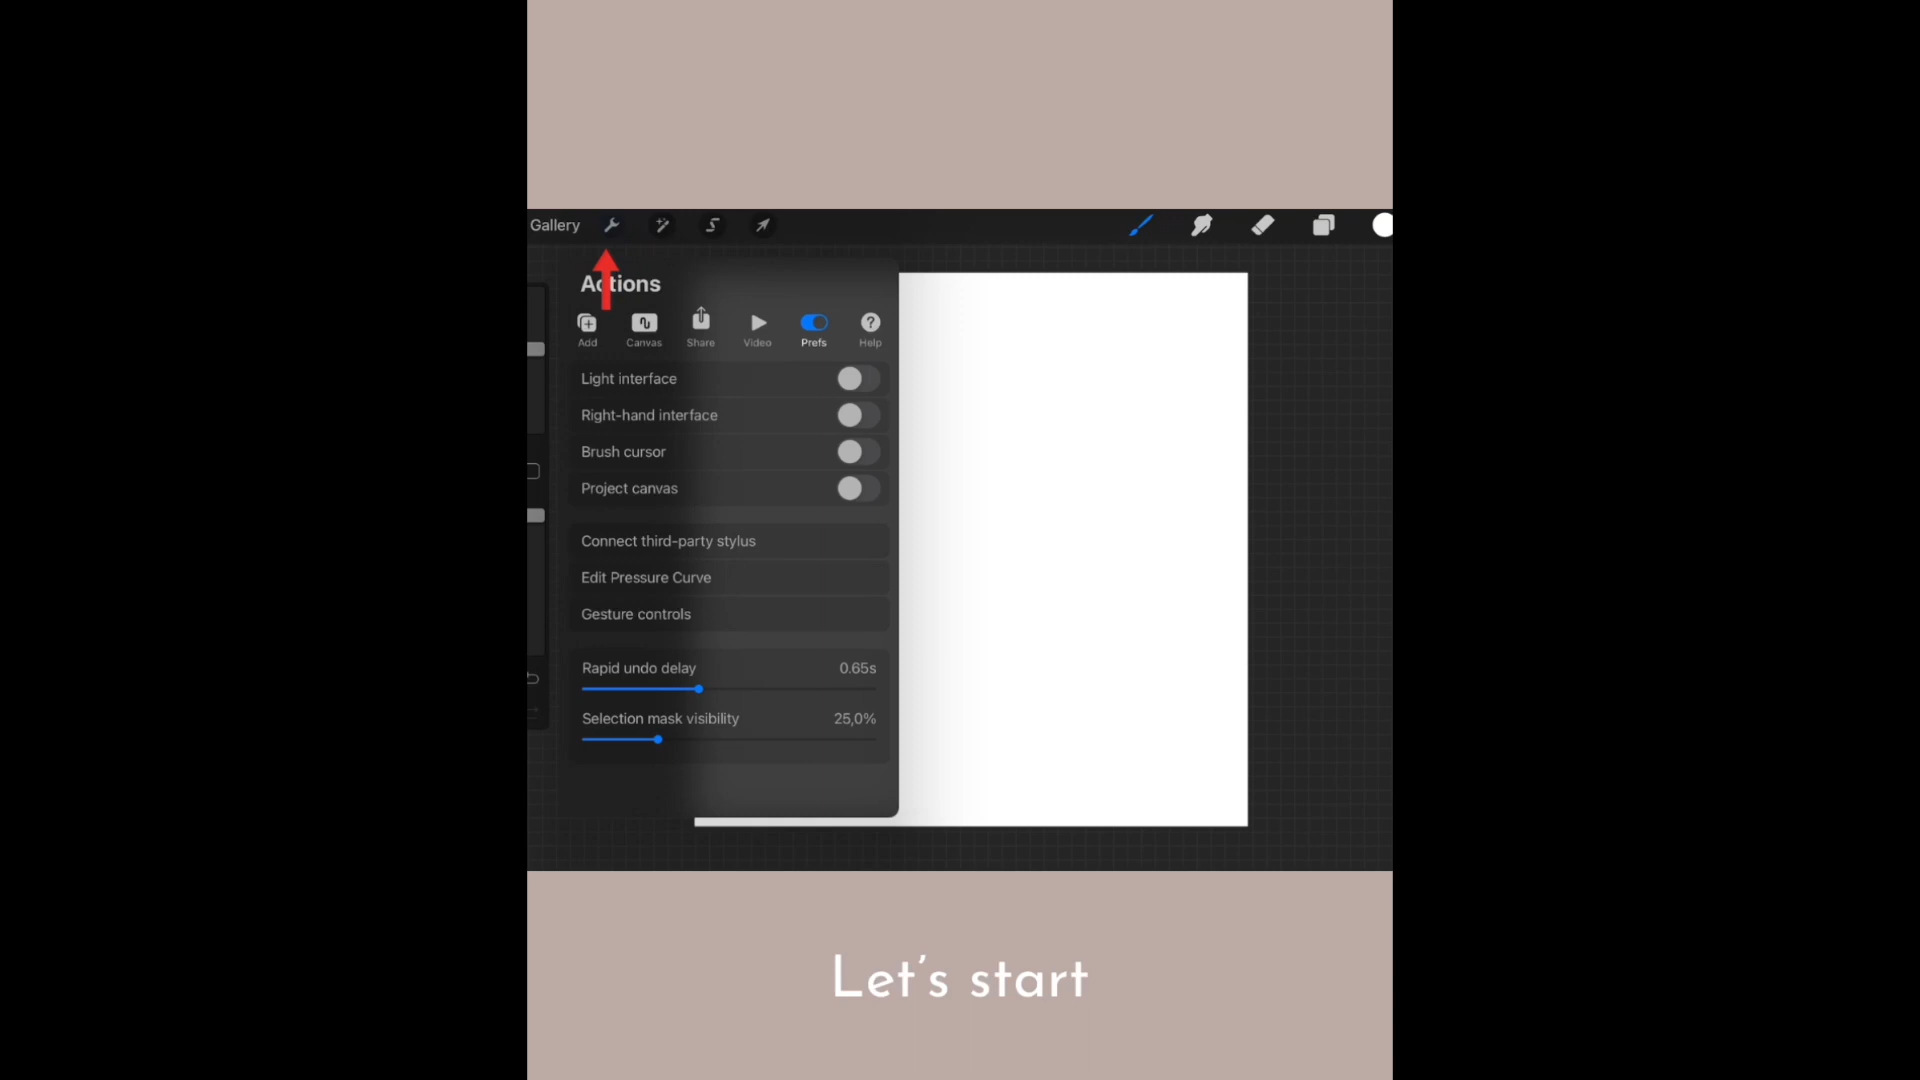 Gallery
Actions
Add Canvas Share Video Prefs Help
Light interface
Right-hand interface
Brush cursor
Project canvas
Connect third-party stylus
Edit Pressure Curve
Gesture controls
Rapid undo delay 0.65s
Selection mask visibility 25,0%
Let's start